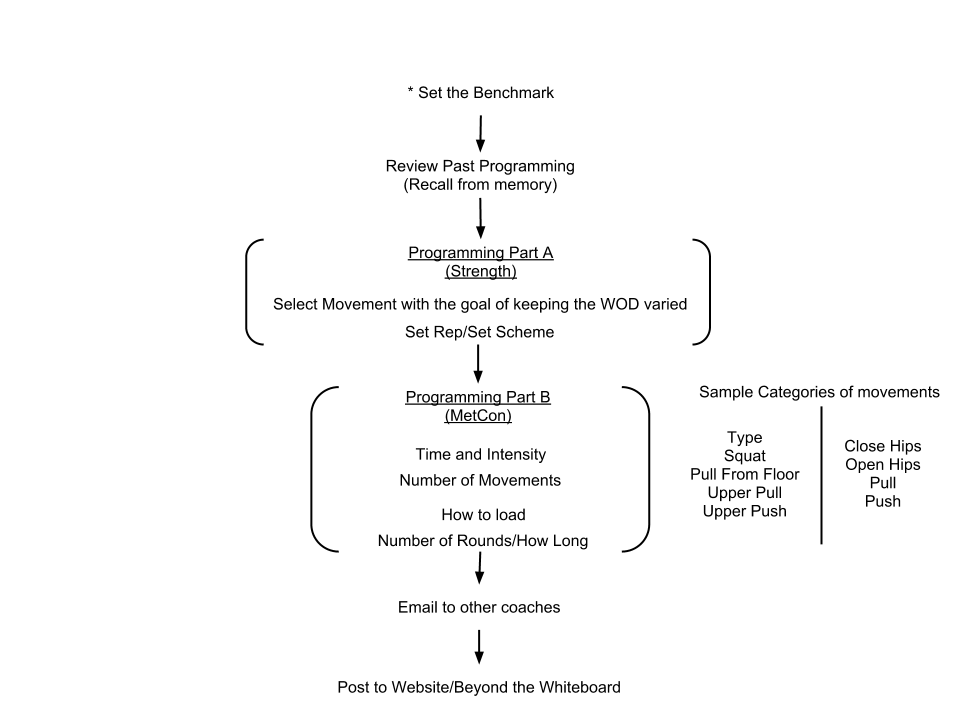 * Set the Benchmark
Review Past Programming
(Recall from memory)
Programming Part A
(Strength)
Select Movement with the goal of keeping the WOD varied
Set Rep/Set Scheme
Programming Part B
(MetCon)
Time and Intensity
Number of Movements
How to load
Number of Rounds/How Long
Sample Categories of movements
Type
Squat
Pull From Floor
Upper Pull
Upper Push
Close Hips
Open Hips
Pull
Push
Email to other coaches
Post to Website/Beyond the Whiteboard